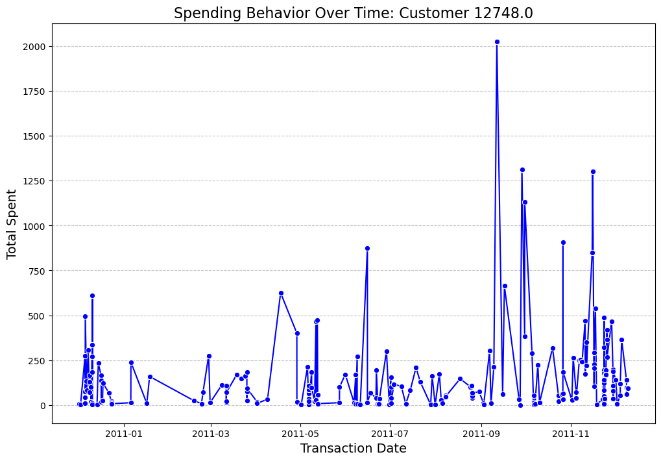 Spending Behavior Over Time: Customer 12748.0
Total Spent
2000
1750
1500
1250
1000
750
500
250
0
2011-01 2011-03 2011-05 2011-07 2011-09 2011-11
Transaction Date